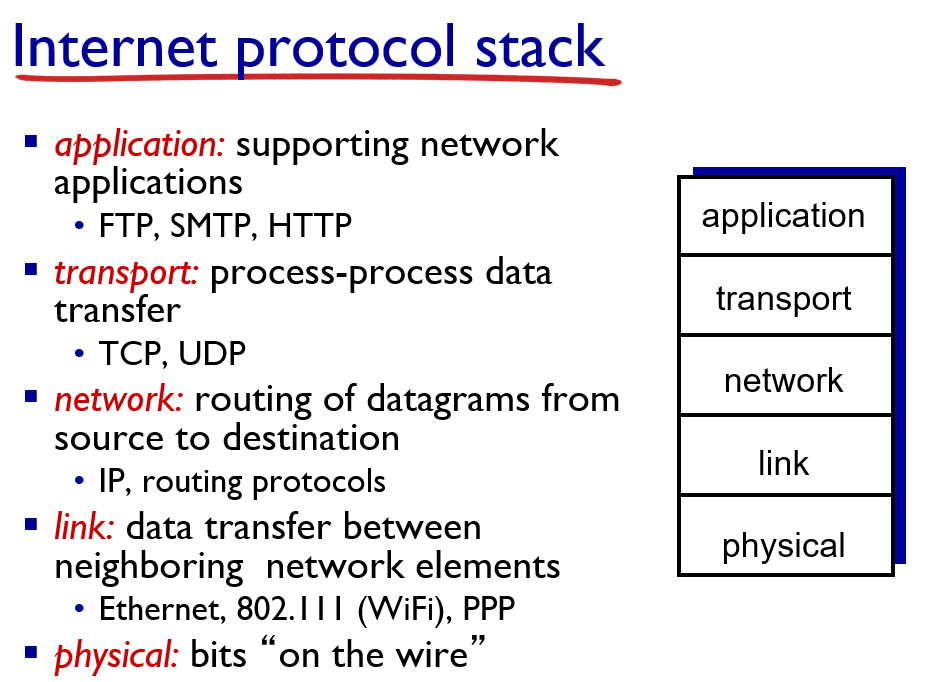 Internet protocol stack
application: supporting network
applications
FTP, SMTP, HTTP
transport: process-process data
transfer
TCP, UDP
network: routing of datagrams from
source to destination
IP, routing protocols
link: data transfer between
neighboring network elements
Ethernet, 802.111 (WiFi), PPP
physical: bits “on the wire”
application
transport
network
link
physical